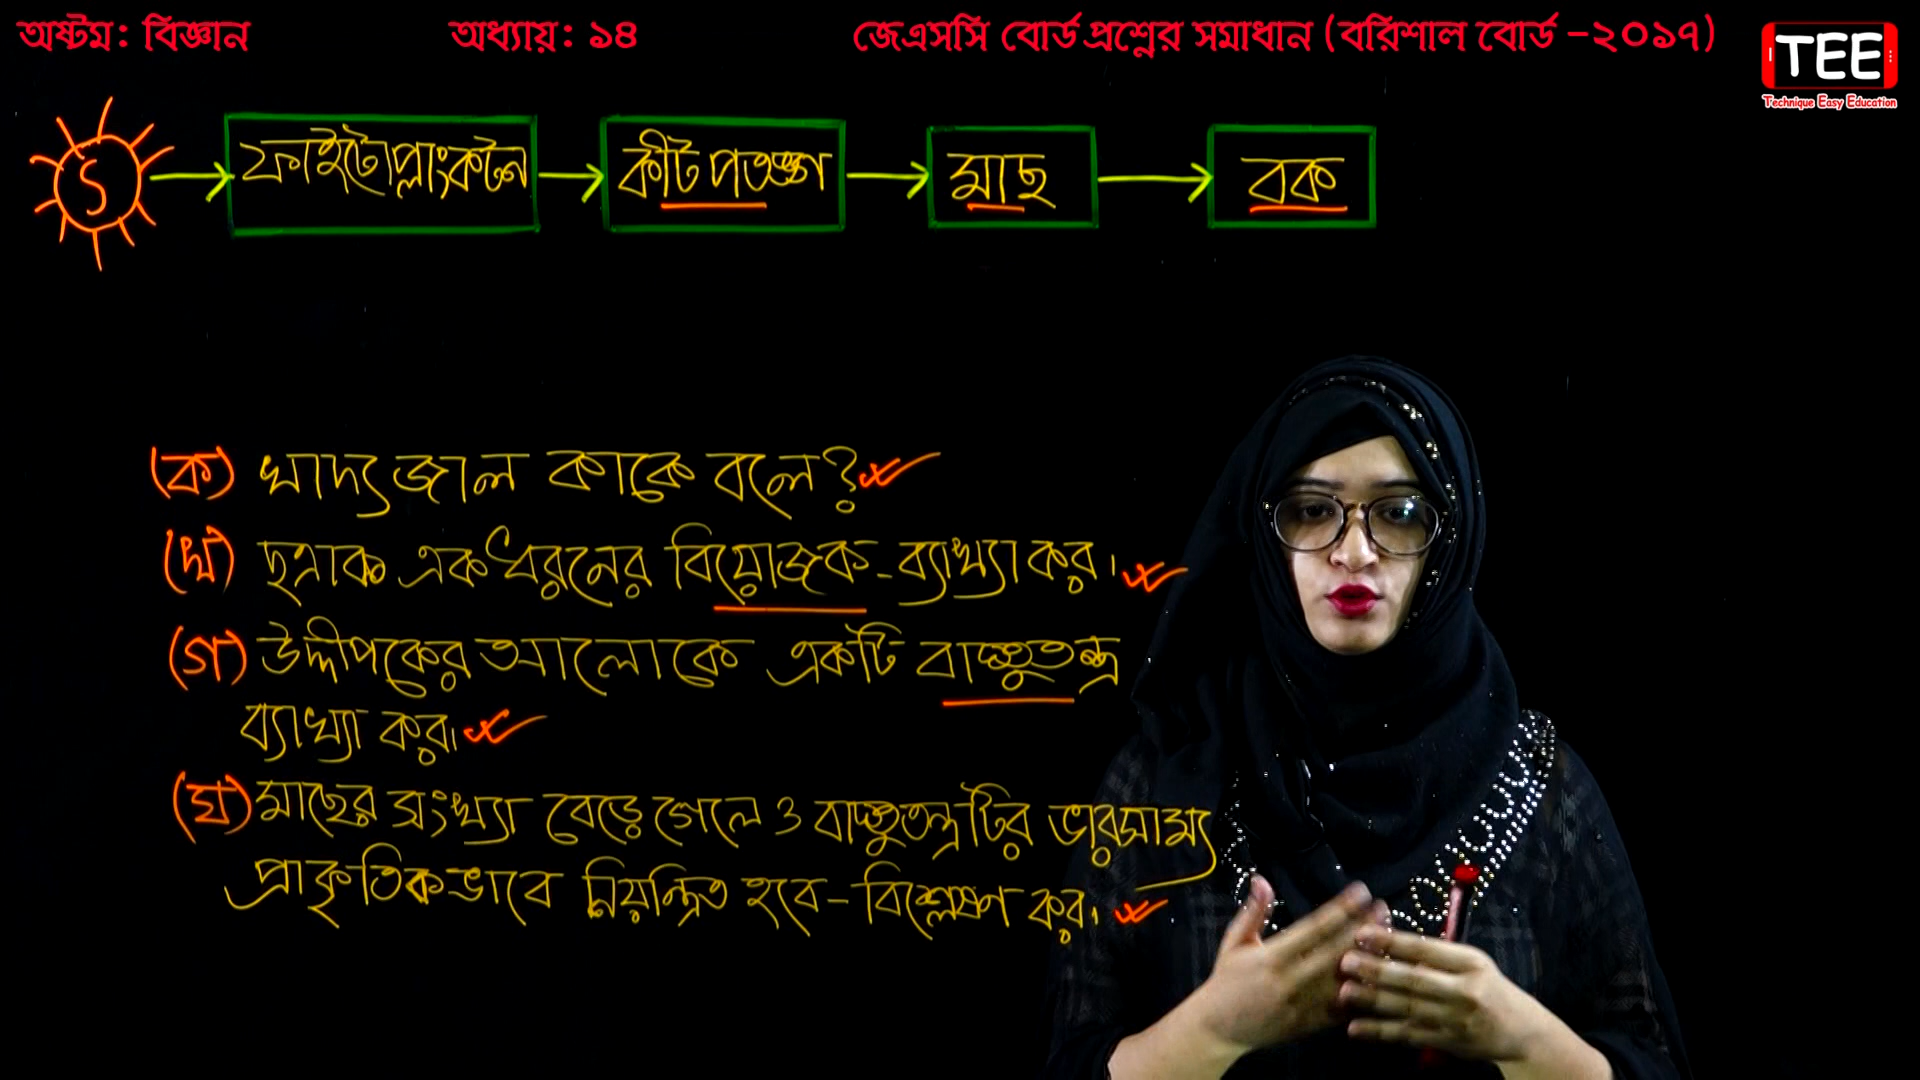 অষ্টম: বিজ্ঞান অধ্যায়: ১৪ জেএসসি বোর্ড প্রশ্নের সমাধান (বরিশাল বোর্ড -২০১৭)
TEE
Technique Easy Education
S → ফাইটোপ্লাংকটন → কীট পতঙ্গ → মাছ → বক
(ক) খাদ্য জাল কাকে বলে?
(খ) ছত্রাক এক ধরনের বিয়োজক - ব্যাখ্যা কর।
(গ) উদ্দীপকের আলোকে একটি বাস্তুতন্ত্র
ব্যাখ্যা কর।
(ঘ) মাছের সংখ্যা বেড়ে গেলে ও বাস্তুতন্ত্রটির ভারসাম্য
প্রাকৃতিকভাবে নিয়ন্ত্রিত হবে - বিশ্লেষণ কর।